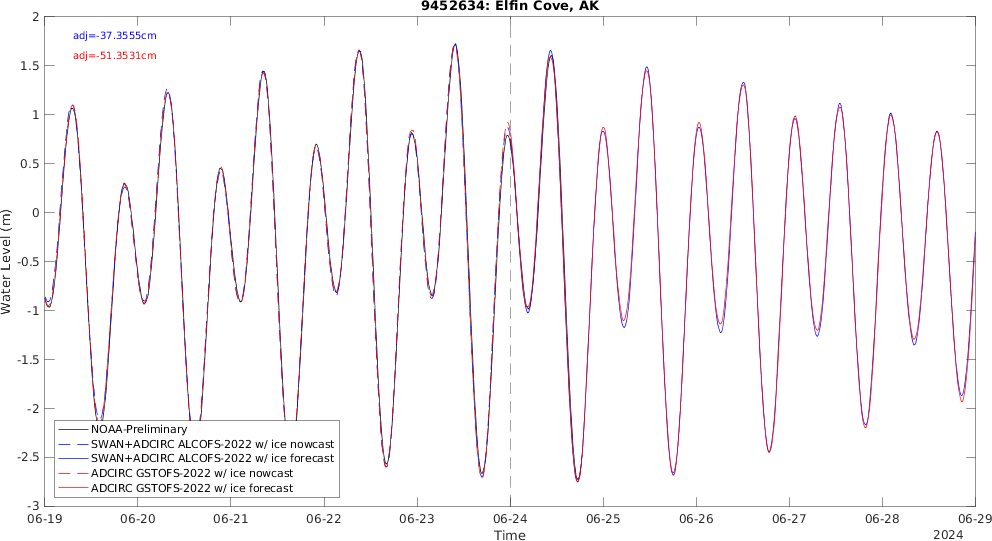 9452634: Elfin Cove, AK
adj=-37.3555cm
adj=-51.3531cm
2
1.5
1
0.5
0
-0.5
-1
-1.5
-2
-2.5
-3
Water Level (m)
NOAA-Preliminary
SWAN+ADCIRC ALCOFS-2022 w/ ice nowcast
SWAN+ADCIRC ALCOFS-2022 w/ ice forecast
ADCIRC GSTOFS-2022 w/ ice nowcast
ADCIRC GSTOFS-2022 w/ ice forecast
06-19 06-20 06-21 06-22 06-23 06-24 06-25 06-26 06-27 06-28 06-29
Time
2024